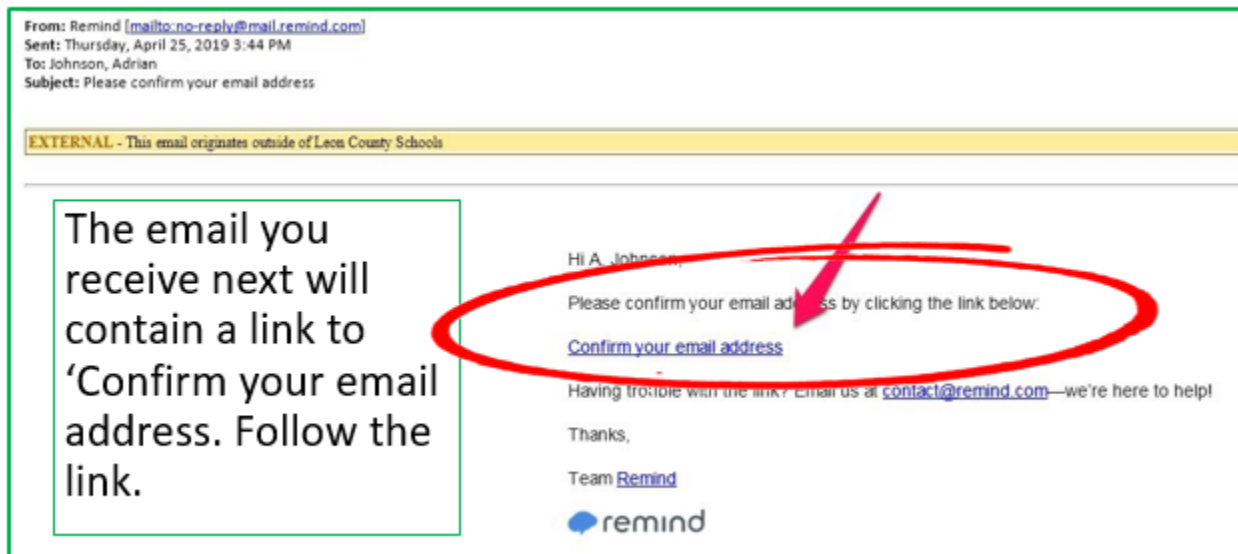 From: Remind [mailto:no-reply@mail.remind.com]
Sent: Thursday, April 25, 2019 3:44 PM
To: Johnson, Adrian
Subject: Please confirm your email address
EXTERNAL - This email originates outside of Leon County Schools
The email you
receive next will
contain a link to
‘Confirm your email
address. Follow the
link.
Hi A. Johnson,
Please confirm your email address by clicking the link below:
Confirm your email address
Having trouble with the link? Email us at contact@remind.com—we're here to help!
Thanks,
Team Remind
remind